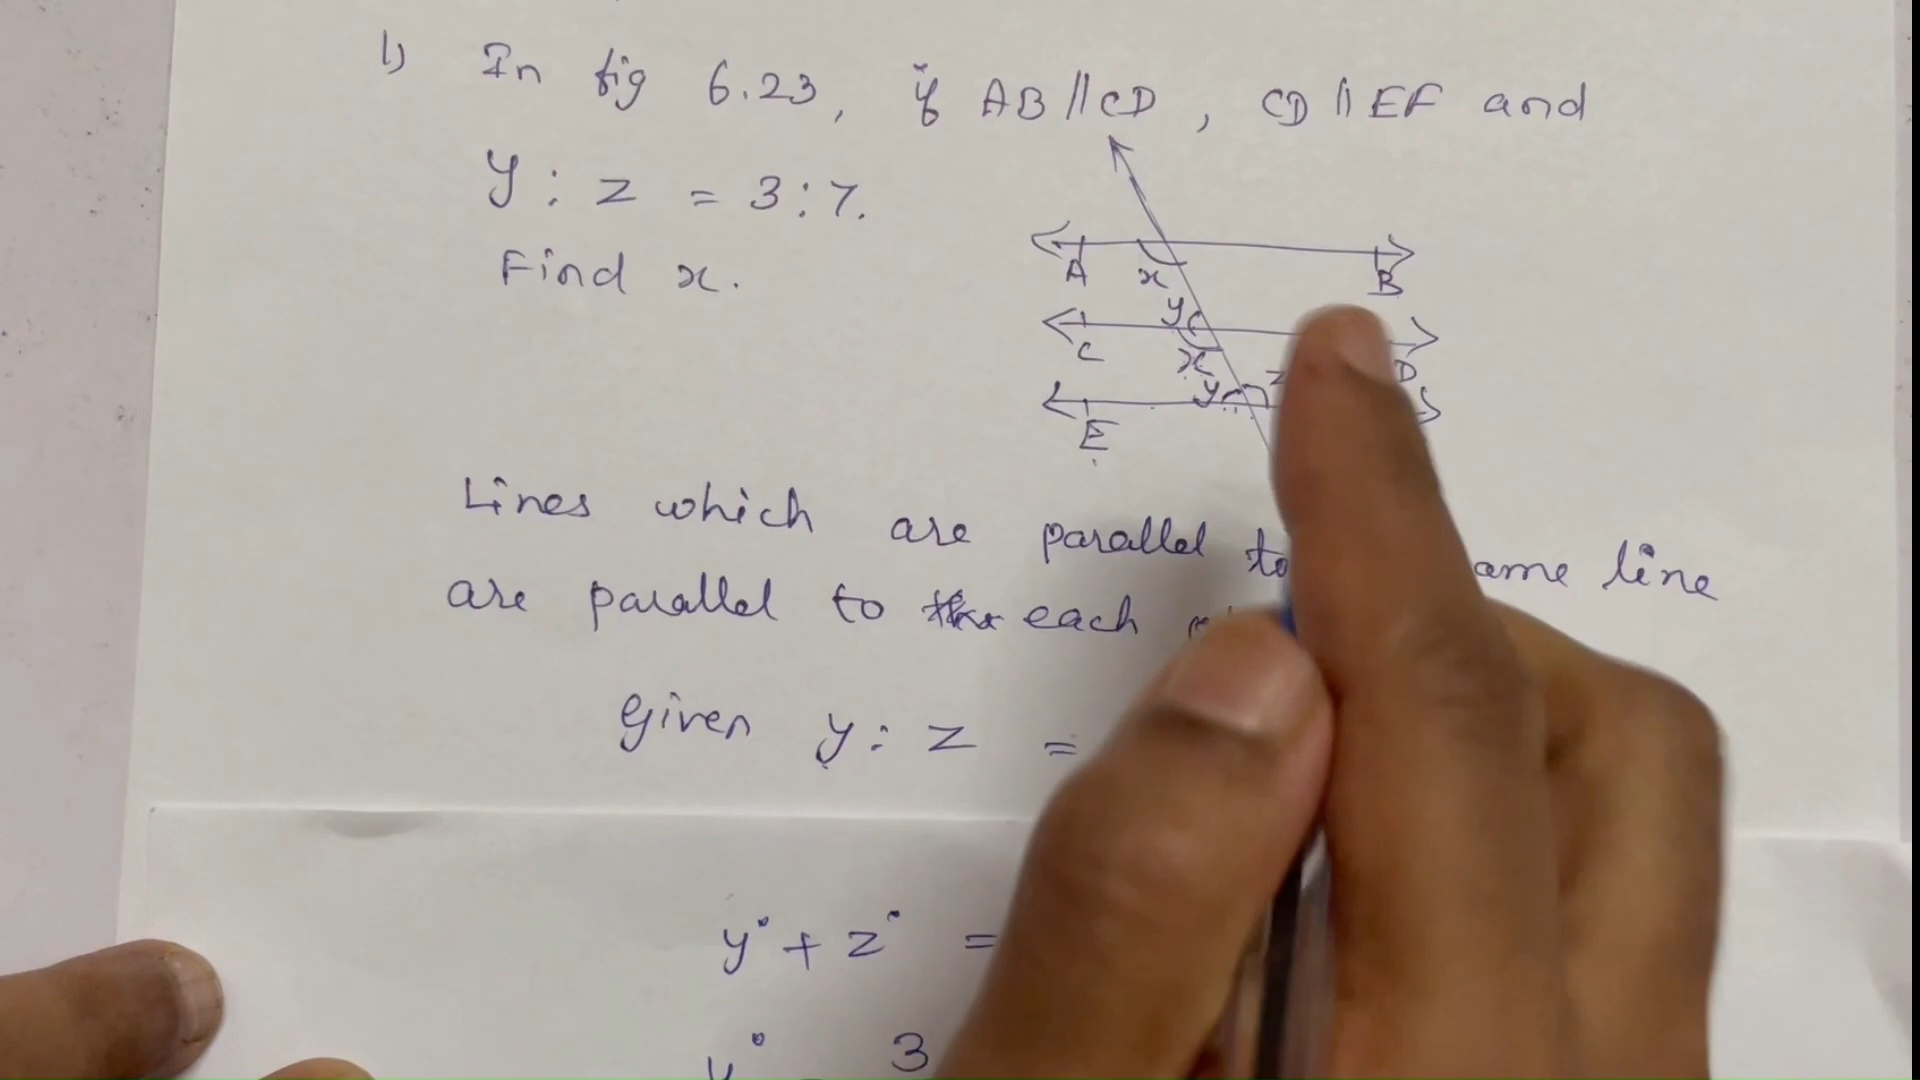 1) In fig 6.23, if AB || CD, CD || EF and
y : z = 3 : 7.
Find x.
A
x
B
y
C
x
D
y
z
E
Lines which are parallel to ame line
are parallel to each
Given y : z =
y° + z° =
y° 3